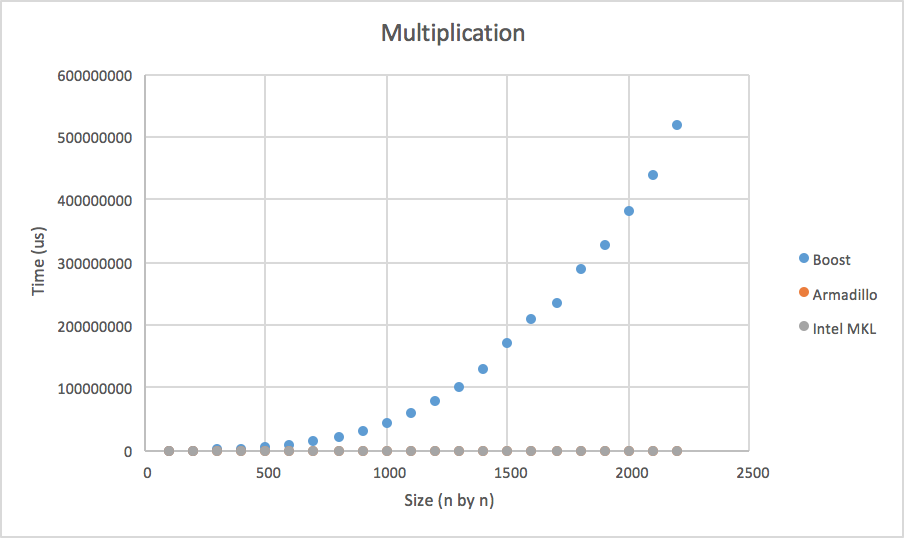 Multiplication
600000000
500000000
400000000
300000000
200000000
100000000
0
Time (us)
0 500 1000 1500 2000 2500
Size (n by n)
Boost
Armadillo
Intel MKL